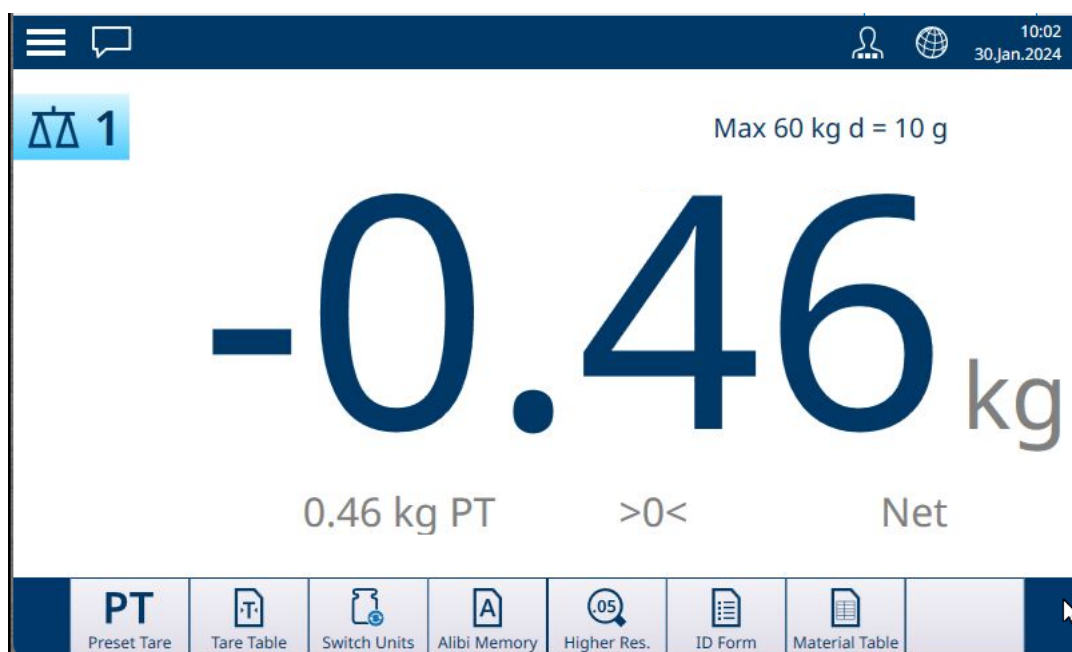 10:02
30.Jan.2024
1
Max 60 kg d = 10 g
-0.46 kg
0.46 kg PT >0< Net
PT T A .05
Preset Tare Tare Table Switch Units Alibi Memory Higher Res. ID Form Material Table